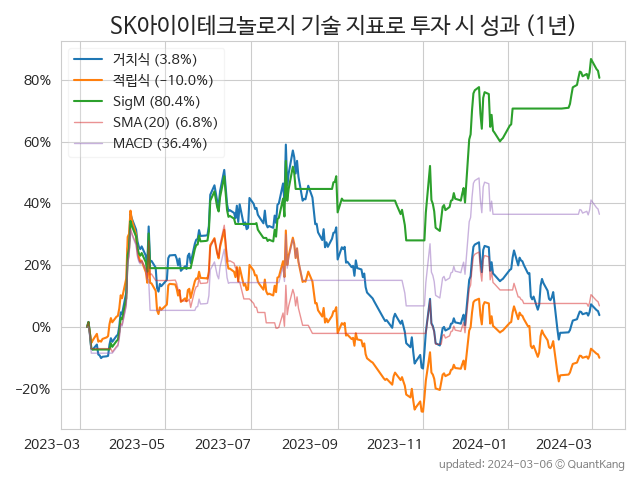 SK아이이테크놀로지 기술 지표로 투자 시 성과 (1년)
거치식 (3.8%)
적립식 (−10.0%)
SigM (80.4%)
SMA(20) (6.8%)
MACD (36.4%)
80%
60%
40%
20%
0%
−20%
2023−03 2023−05 2023−07 2023−09 2023−11 2024−01 2024−03
updated: 2024-03-06 © QuantKang